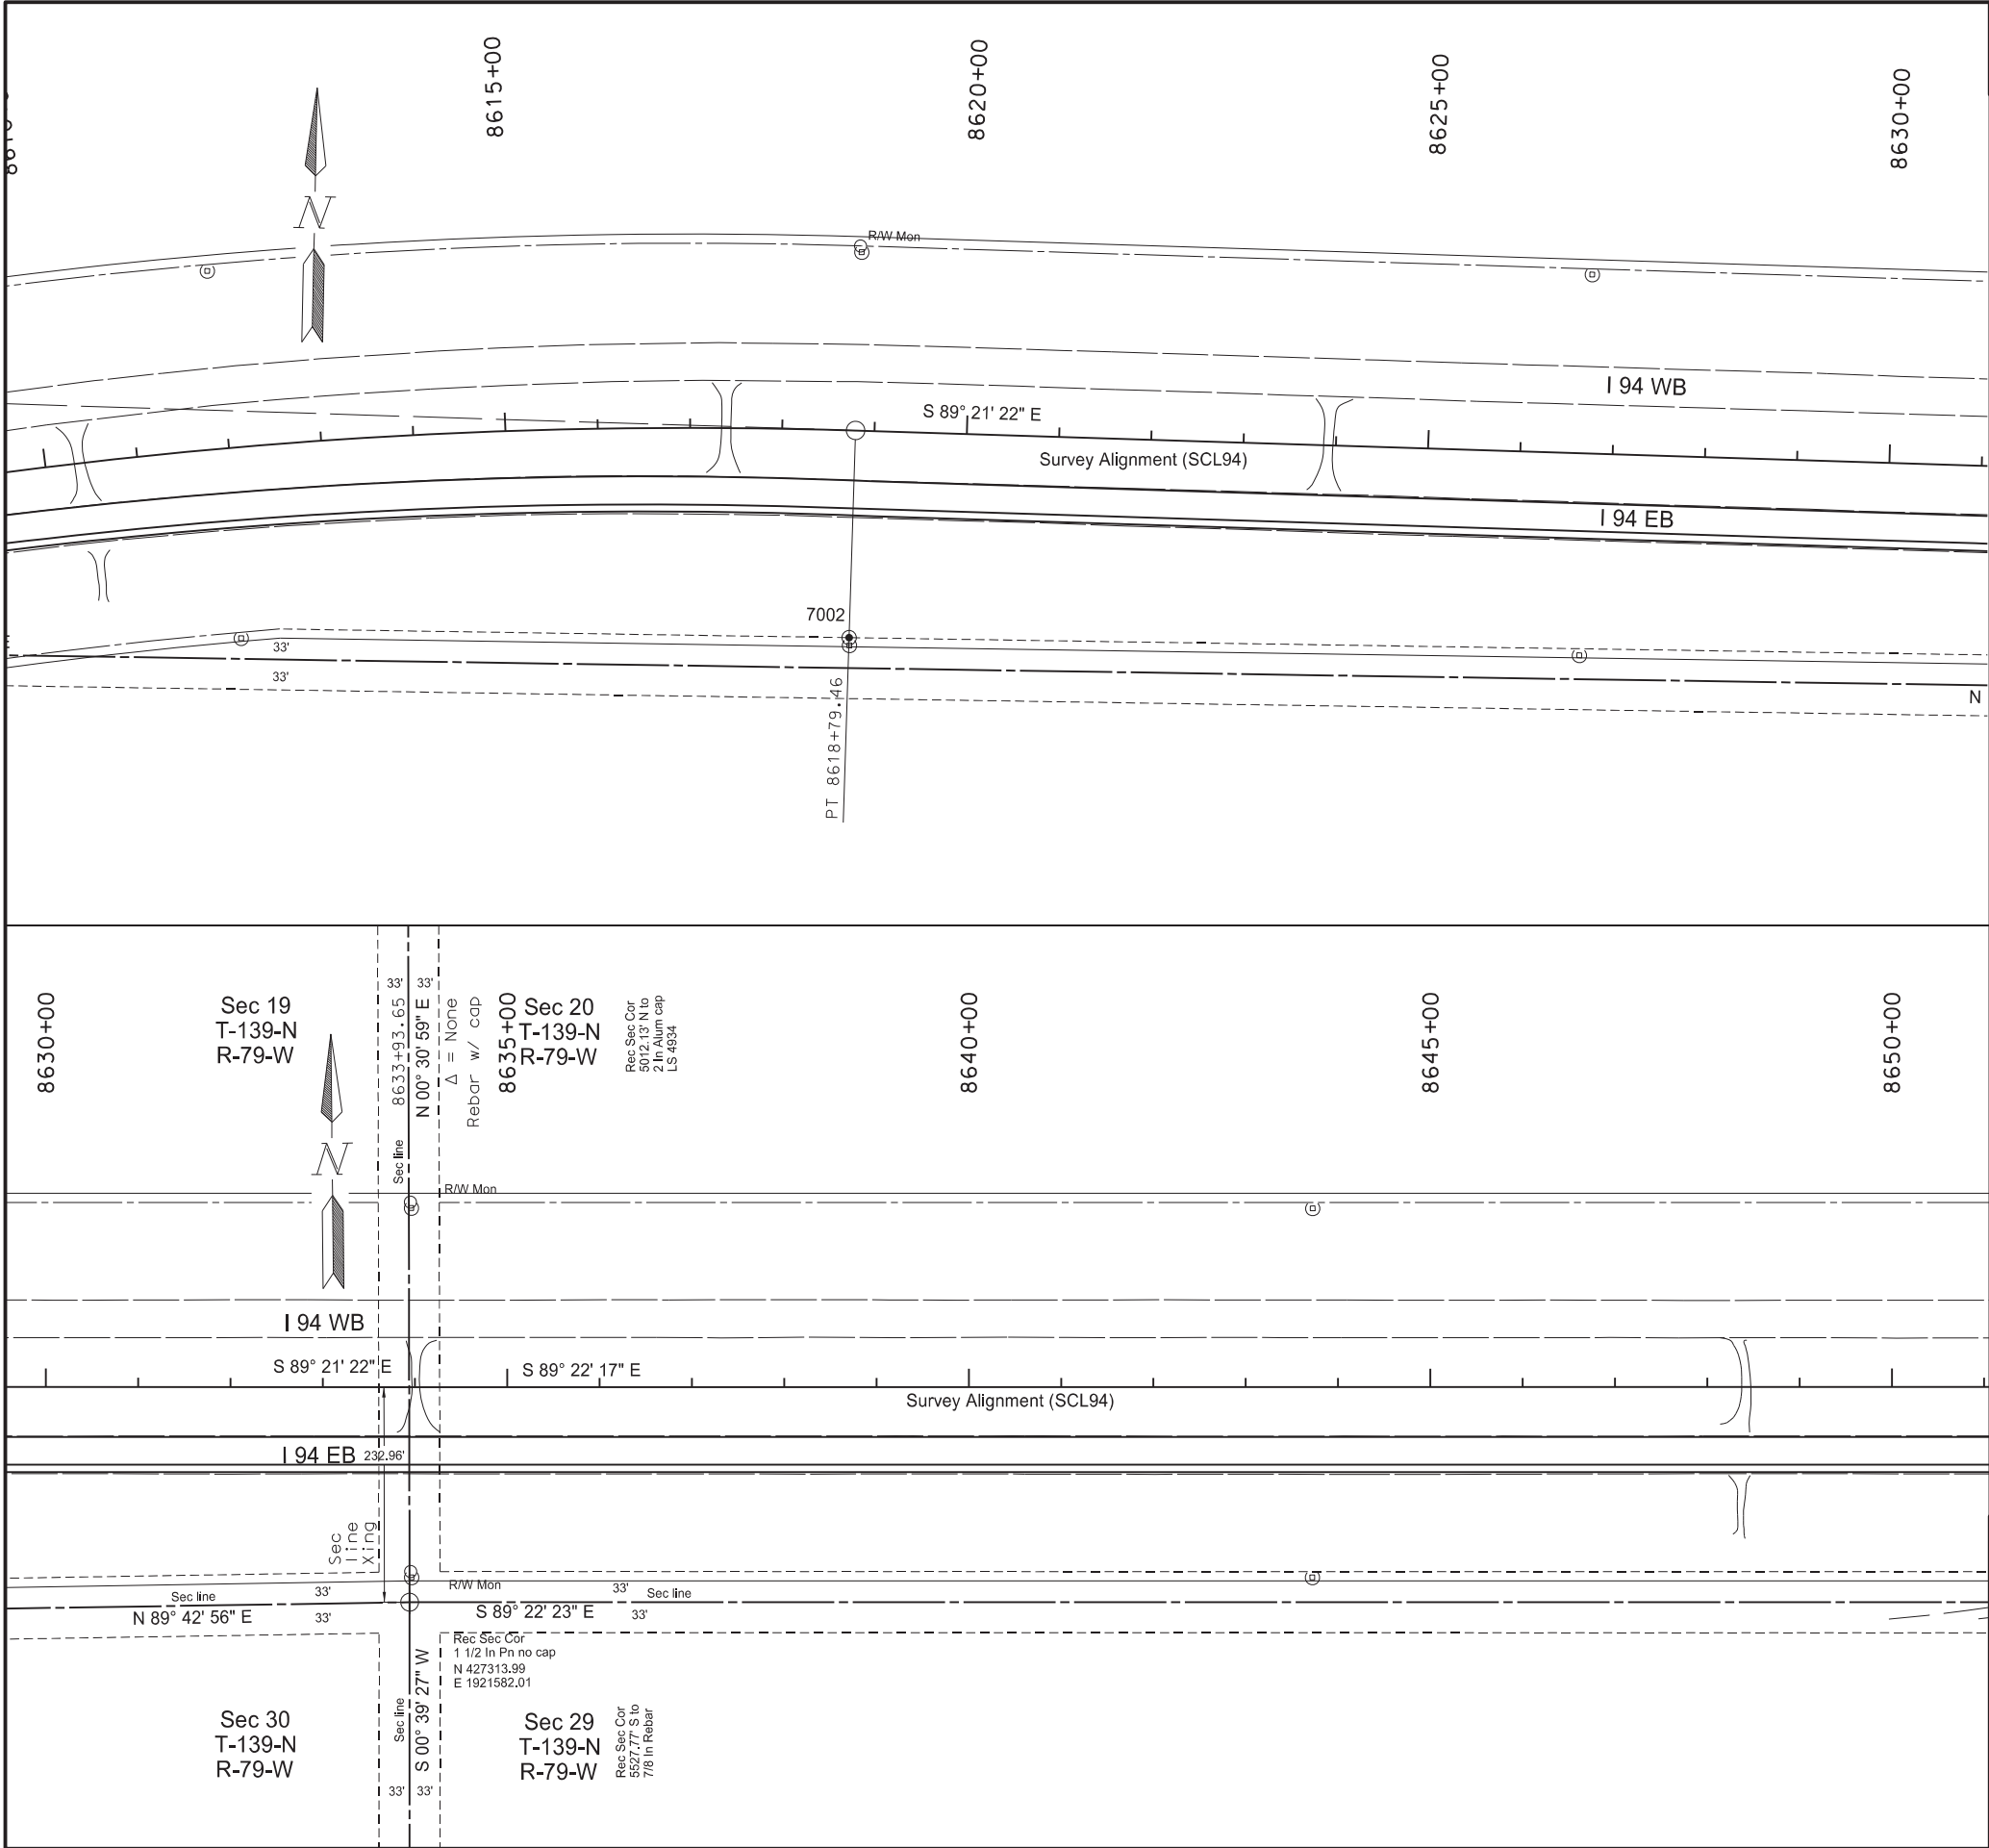 8615+00
8620+00
8625+00
8630+00
N
R/W Mon
I 94 WB
S 89° 21' 22" E
Survey Alignment (SCL94)
I 94 EB
7002
33'
33'
PT 8618+79.46
N
8630+00
Sec 19
T-139-N
R-79-W
N
33'
33'
8633+93.65
N 00° 30' 59" E
Δ = None
Rebar w/ cap
8635+00
Sec 20
T-139-N
R-79-W
Rec Sec Cor
5012.13' N to
2 In Alum cap
LS 4934
8640+00
8645+00
8650+00
Sec line
R/W Mon
I 94 WB
S 89° 21' 22" E
S 89° 22' 17" E
Survey Alignment (SCL94)
I 94 EB
232.96'
Sec
line
Xing
R/W Mon
Sec line
33'
33'
Sec line
N 89° 42' 56" E
33'
S 89° 22' 23" E
33'
Rec Sec Cor
1 1/2 In Pn no cap
N 427313.99
E 1921582.01
Sec line
S 00° 39' 27" W
Sec 30
T-139-N
R-79-W
Sec 29
T-139-N
R-79-W
Rec Sec Cor
5527.77' S to
7/8 In Rebar
33'
33'